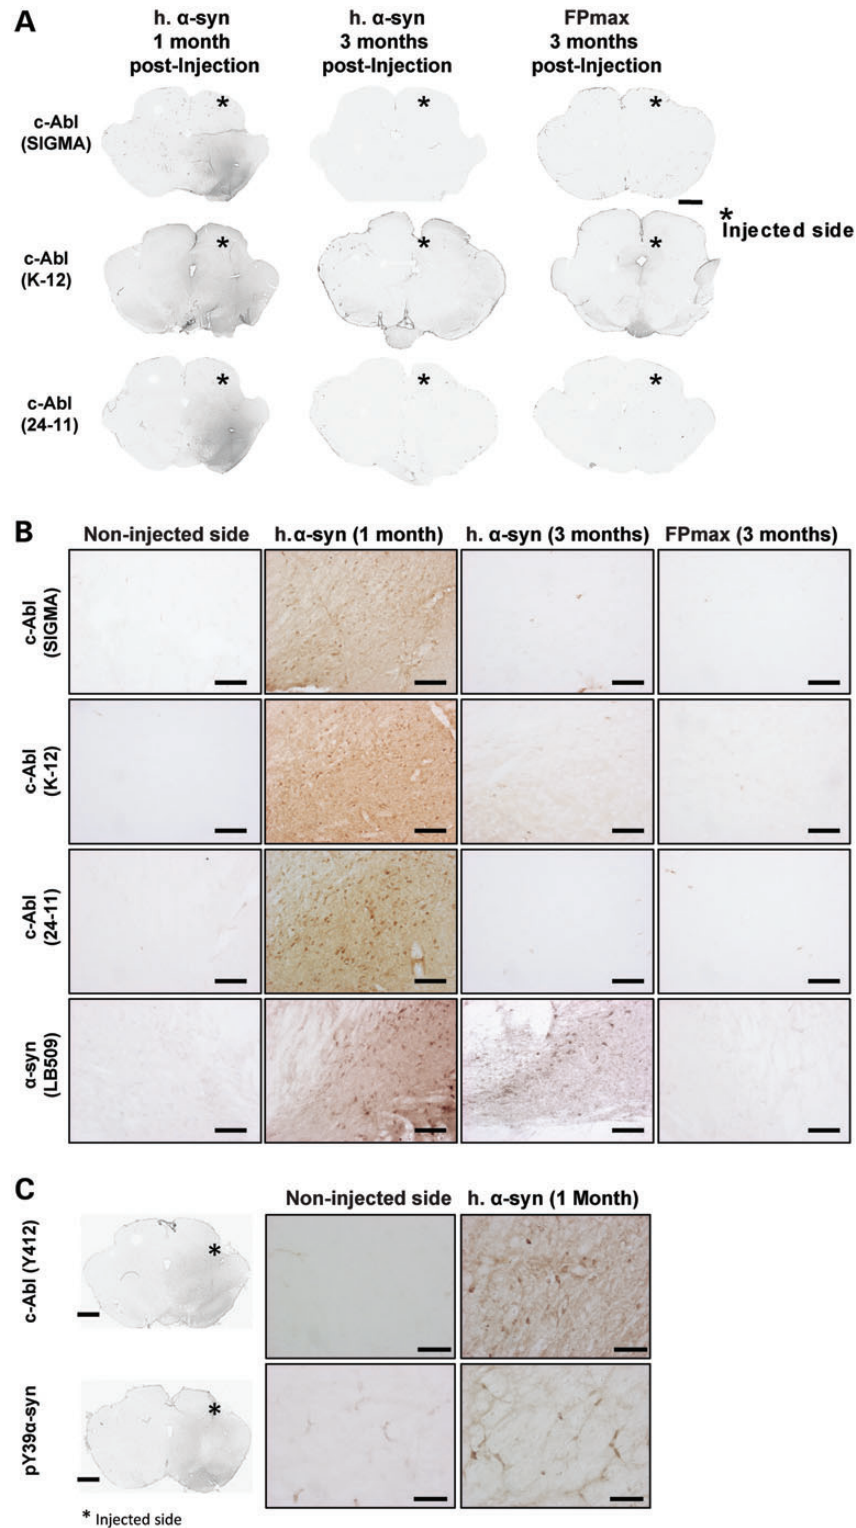 A
h. α-syn
1 month
post-Injection
h. α-syn
3 months
post-Injection
FPmax
3 months
post-Injection
c-Abl
(SIGMA)
*
*
*
*
Injected side
c-Abl
(K-12)
*
*
*
c-Abl
(24-11)
*
*
*
B
Non-injected side
h.α-syn (1 month)
h. α-syn (3 months)
FPmax (3 months)
c-Abl
(SIGMA)
c-Abl
(K-12)
c-Abl
(24-11)
α-syn
(LB509)
C
Non-injected side
h. α-syn (1 Month)
c-Abl (Y412)
*
pY39α-syn
*
* Injected side